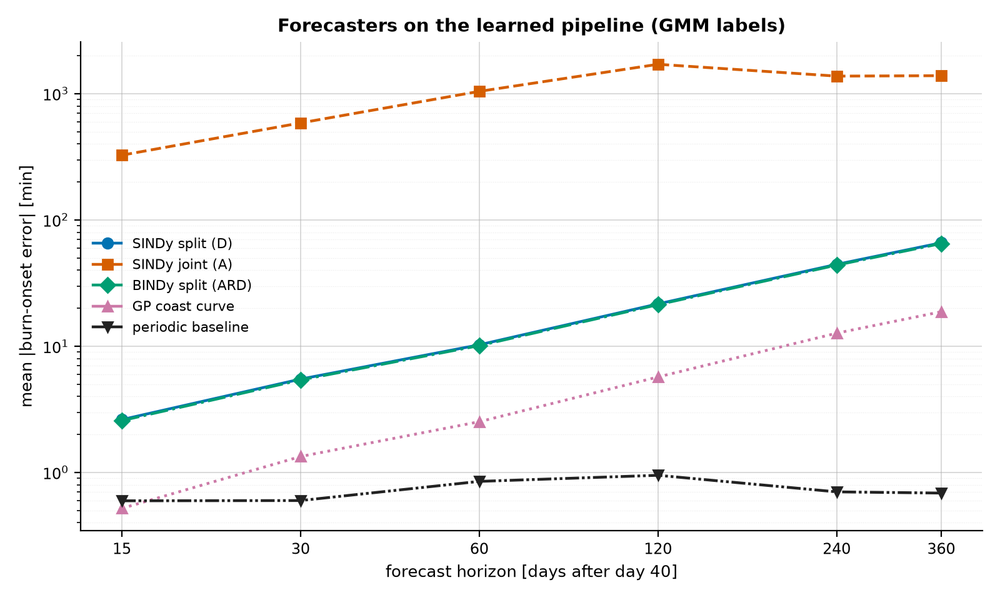 Forecasters on the learned pipeline (GMM labels)
mean |burn-onset error| [min]
10³
10²
10¹
10⁰
SINDy split (D)
SINDy joint (A)
BINDy split (ARD)
GP coast curve
periodic baseline
15 30 60 120 240 360
forecast horizon [days after day 40]